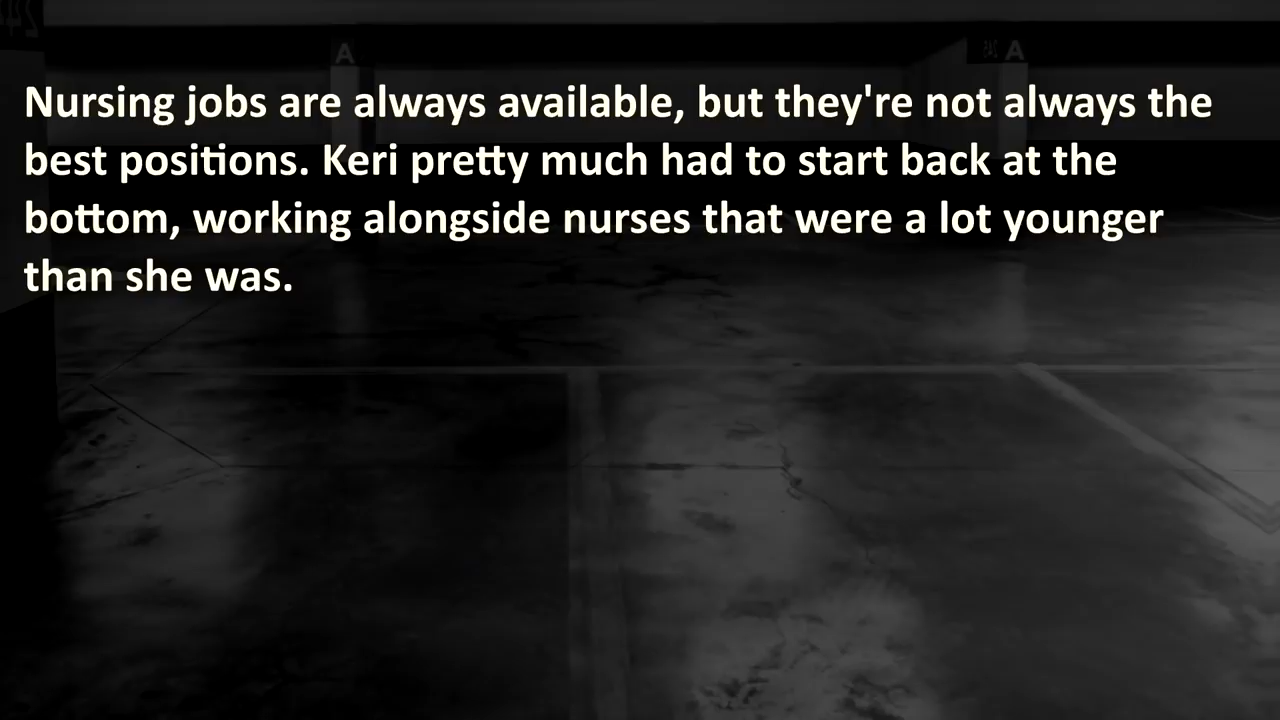 A
A
Nursing jobs are always available, but they're not always the
best positions. Keri pretty much had to start back at the
bottom, working alongside nurses that were a lot younger
than she was.